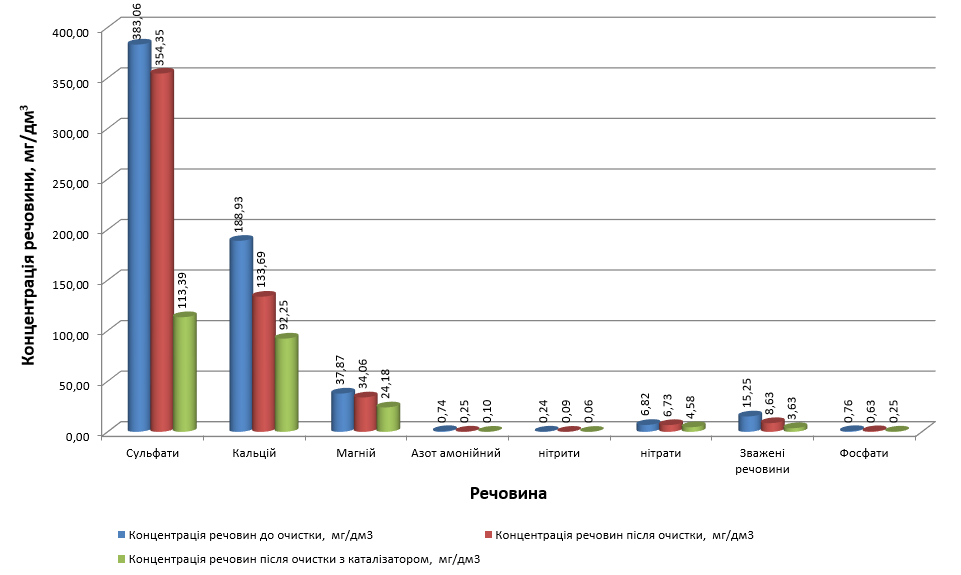 Концентрація речовини, мг/дм³
400,00
350,00
300,00
250,00
200,00
150,00
100,00
50,00
0,00
383,06
354,35
113,39
188,93
133,69
92,25
37,87
34,06
24,18
0,74
0,25
0,10
0,24
0,09
0,06
6,82
6,73
4,58
15,25
8,63
3,63
0,76
0,63
0,25
Сульфати
Кальцій
Магній
Азот амонійний
нітрити
нітрати
Зважені
речовини
Фосфати
Речовина
Концентрація речовин до очистки, мг/дм3
Концентрація речовин після очистки, мг/дм3
Концентрація речовин після очистки з каталізатором, мг/дм3